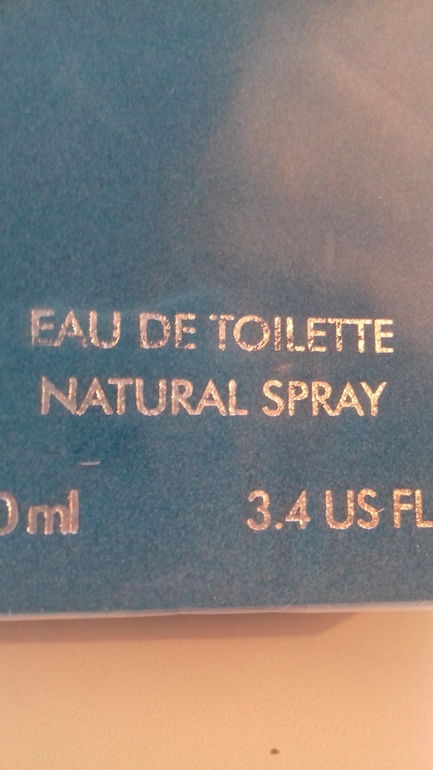 EAU DE TOILETTE
NATURAL SPRAY
0 ml 3.4 US FL